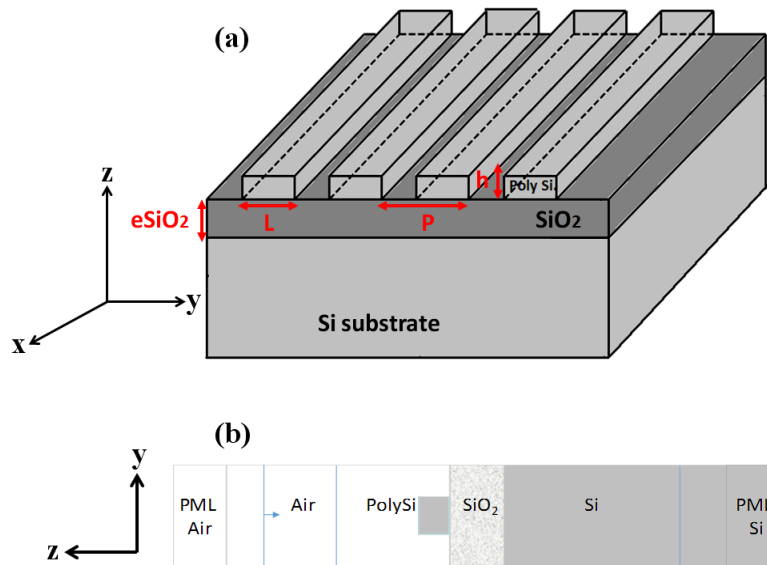 (a)
z
h
Poly Si
eSiO₂
L
P
SiO₂
y
x
Si substrate
(b)
y
z
PML
Air
Air
PolySi
SiO₂
Si
PML
Si